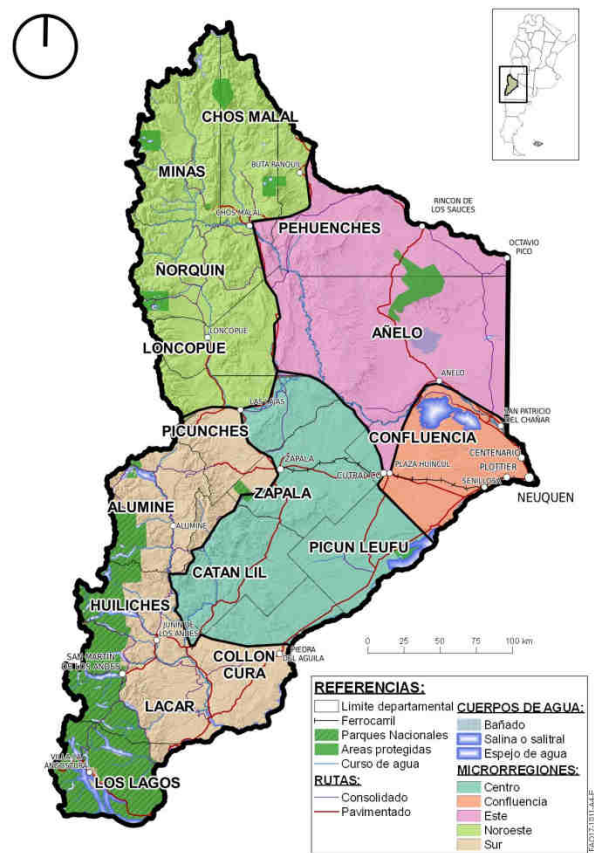 CHOS MALAL
BUTA RANQUIL
MINAS
CHOS MALAL
PEHUENCHES
RINCON DE
LOS SAUCES
OCTAVIO
PICO
ÑORQUIN
LONCOPUE
AÑELO
LONCOPUE
AÑELO
LAS LAJAS
SAN PATRICIO
DEL CHAÑAR
PICUNCHES
CONFLUENCIA
CENTENARIO
ZAPALA
CUTRAL CO
PLAZA HUINCUL
PLOTTIER
SENILLOSA
NEUQUEN
ZAPALA
ALUMINE
ALUMINE
PICUN LEUFU
CATAN LIL
HUILICHES
JUNIN DE
LOS ANDES
SAN MARTIN
DE LOS ANDES
COLLON
CURA
PIEDRA
DEL AGUILA
0 25 50 100 km
LACAR
VILLA LA
ANGOSTURA
LOS LAGOS
REFERENCIAS:
Limite departamental
Ferrocarril
Parques Nacionales
Areas protegidas
Curso de agua
RUTAS:
Consolidado
Pavimentado
CUERPOS DE AGUA:
Bañado
Salina o salitral
Espejo de agua
MICRORREGIONES:
Centro
Confluencia
Este
Noroeste
Sur